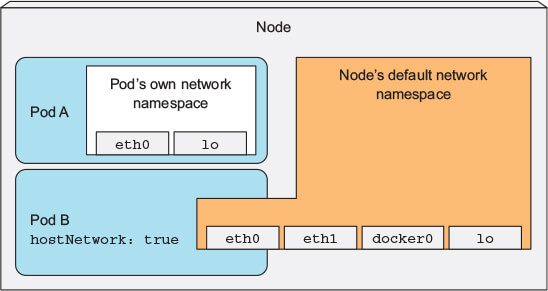 Node
Pod A
Pod's own network
namespace
eth0
lo
Node's default network
namespace
Pod B
hostNetwork: true
eth0
eth1
docker0
lo